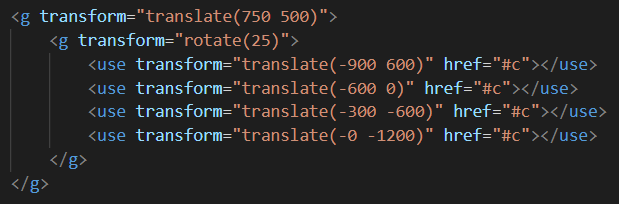 <g transform="translate(750 500)">
<g transform="rotate(25)">
<use transform="translate(-900 600)" href="#c"></use>
<use transform="translate(-600 0)" href="#c"></use>
<use transform="translate(-300 -600)" href="#c"></use>
<use transform="translate(-0 -1200)" href="#c"></use>
</g>
</g>